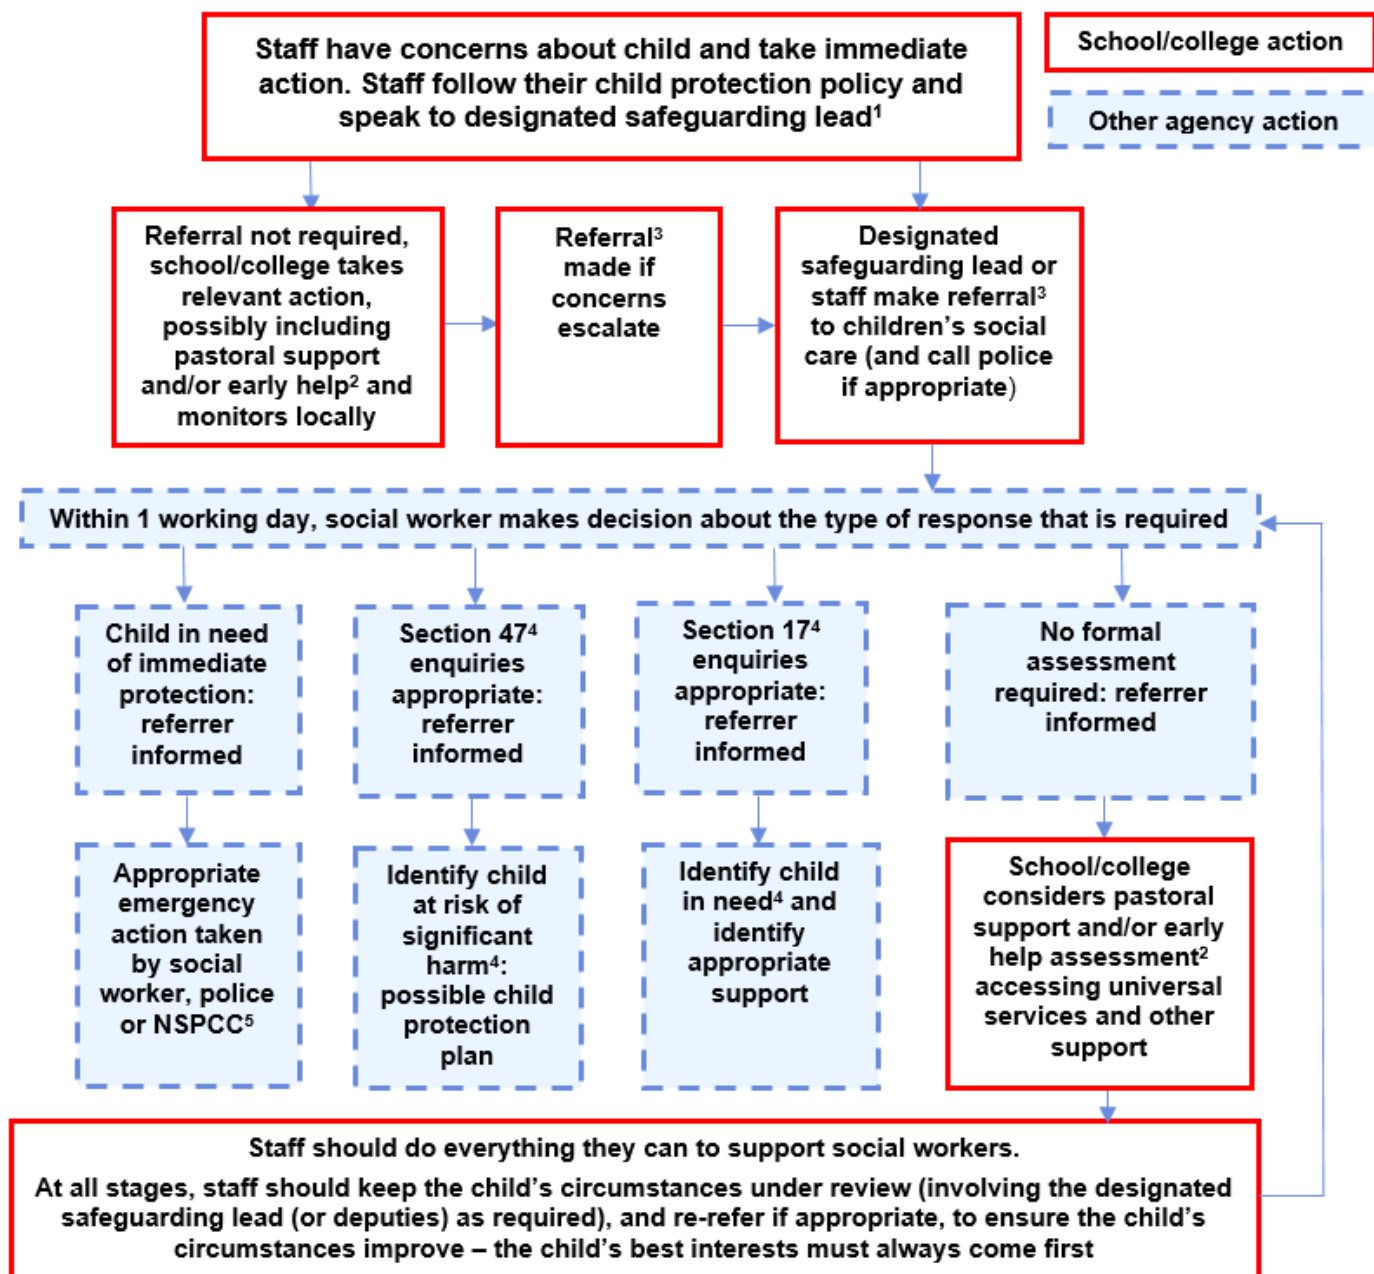 Staff have concerns about child and take immediate
action. Staff follow their child protection policy and
speak to designated safeguarding lead¹
School/college action
Other agency action
Referral not required,
school/college takes
relevant action,
possibly including
pastoral support
and/or early help² and
monitors locally
Referral³
made if
concerns
escalate
Designated
safeguarding lead or
staff make referral³
to children’s social
care (and call police
if appropriate)
Within 1 working day, social worker makes decision about the type of response that is required
Child in need
of immediate
protection:
referrer
informed
Section 47⁴
enquiries
appropriate:
referrer
informed
Section 17⁴
enquiries
appropriate:
referrer
informed
No formal
assessment
required: referrer
informed
Appropriate
emergency
action taken
by social
worker, police
or NSPCC⁵
Identify child
at risk of
significant
harm⁴:
possible child
protection
plan
Identify child
in need⁴ and
identify
appropriate
support
School/college
considers pastoral
support and/or early
help assessment²
accessing universal
services and other
support
Staff should do everything they can to support social workers.
At all stages, staff should keep the child’s circumstances under review (involving the designated
safeguarding lead (or deputies) as required), and re-refer if appropriate, to ensure the child’s
circumstances improve – the child’s best interests must always come first